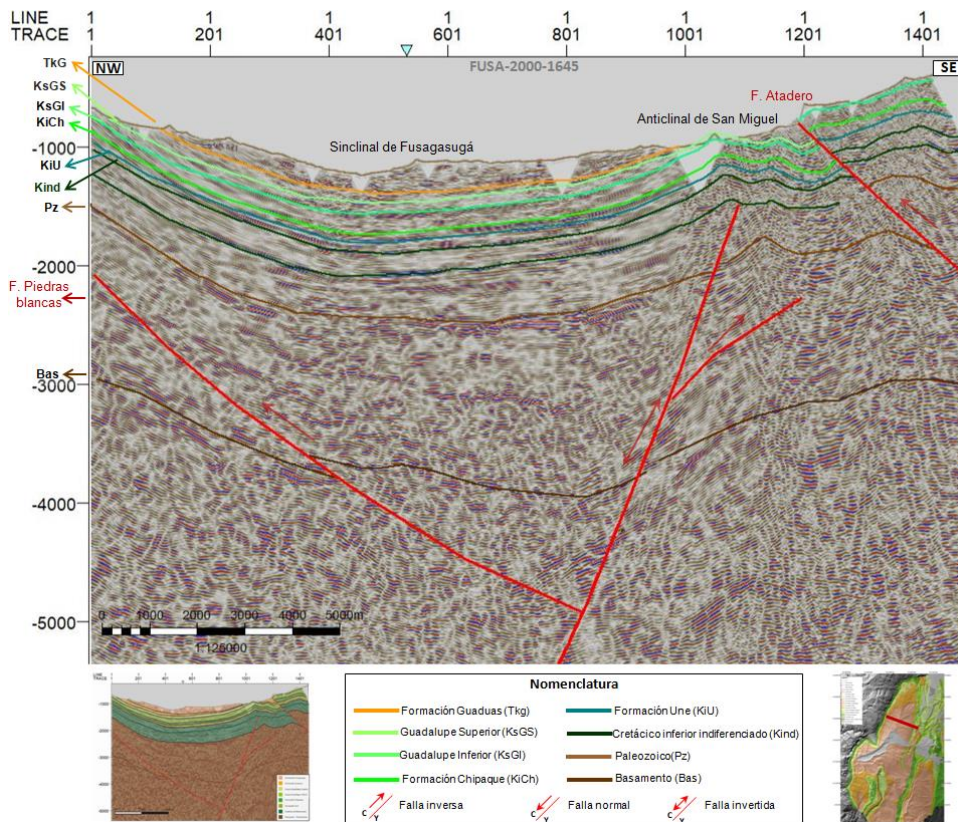 LINE 1 1 1 1 1 1 1
TRACE 1 201 401 601 801 1001 1201 1401
TkG
NW
FUSA-2000-1645
SE
KsGS
F. Atadero
KsGI
Anticlinal de San Miguel
KiCh
Sinclinal de Fusagasugá
-1000
KiU
Kind
Pz
-2000
F. Piedras
blancas
Bas
-3000
-4000
0 1000 2000 3000 4000 5000m
-5000
1:125000
Nomenclatura
Formación Guaduas (Tkg)
Formación Une (KiU)
Guadalupe Superior (KsGS)
Cretácico inferior indiferenciado (Kind)
Guadalupe Inferior (KsGI)
Paleozoico(Pz)
Formación Chipaque (KiCh)
Basamento (Bas)
Falla inversa
Falla normal
Falla invertida
C Y
C Y
C Y